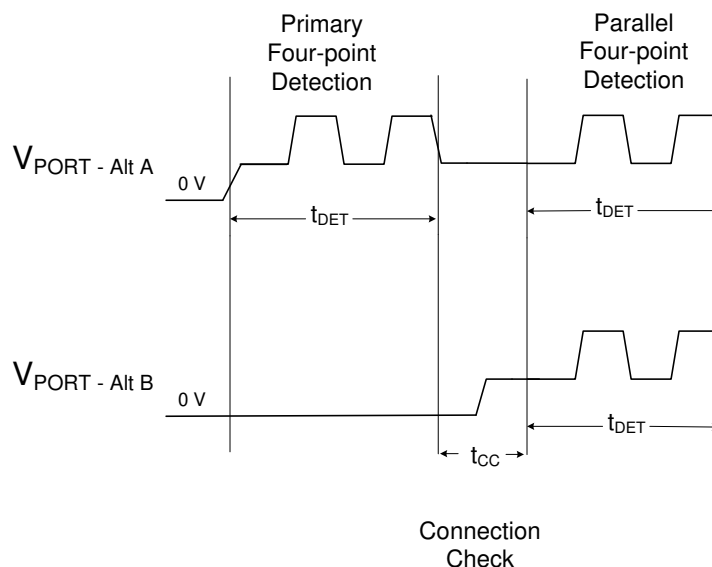 Primary
Four-point
Detection
Parallel
Four-point
Detection
VPORT - Alt A
0 V
tDET
tDET
VPORT - Alt B
0 V
tDET
tCC
Connection
Check